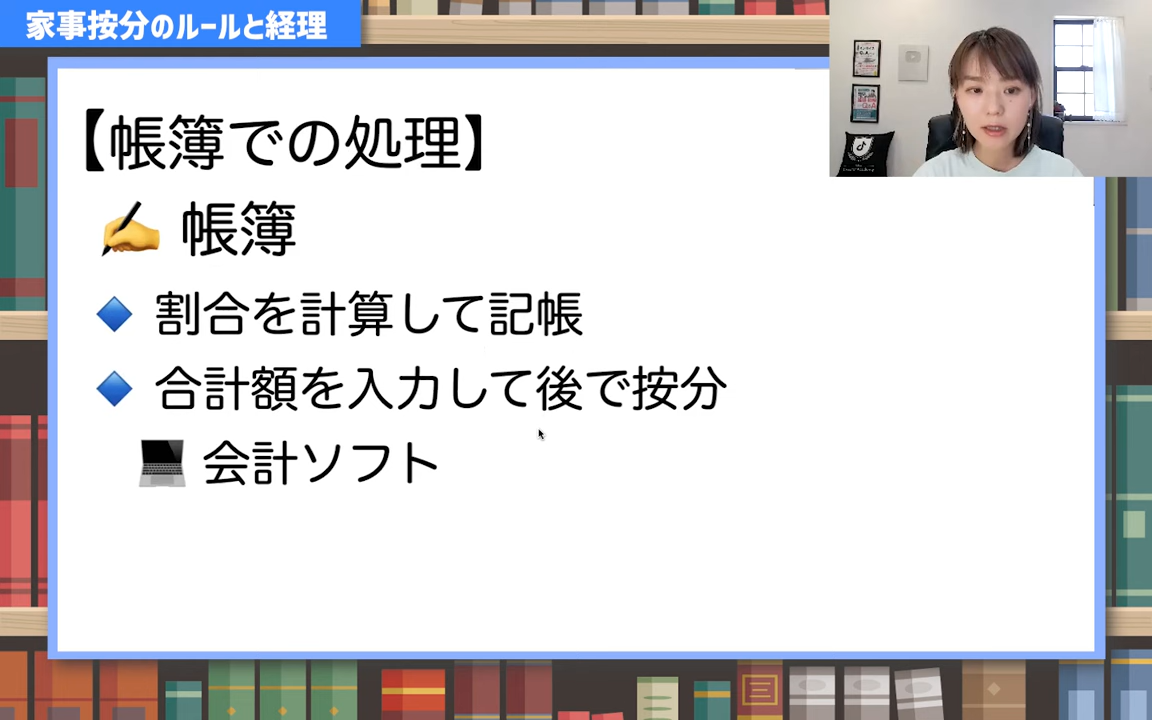 家事按分のルールと経理
【帳簿での処理】
✍ 帳簿
🔹 割合を計算して記帳
🔹 合計額を入力して後で按分
💻 会計ソフト